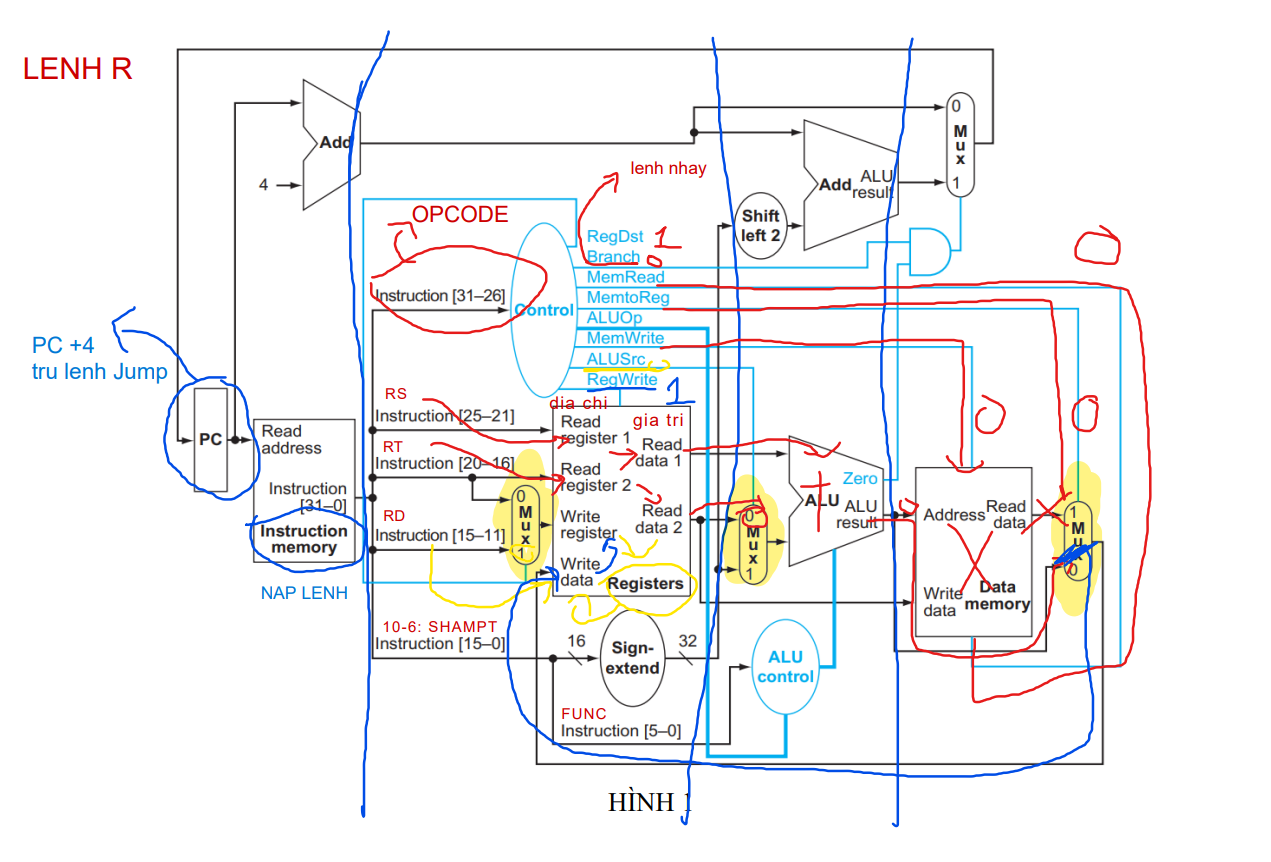 LENH R
Add
4
0
M
u
x
1
Add
ALU
result
lenh nhay
OPCODE
Shift
left 2
RegDst
1
Branch
0
MemRead
MemtoReg
ALUOp
MemWrite
ALUSrc
0
RegWrite
1
0
Instruction [31–26]
Control
PC +4
tru lenh Jump
PC
Read
address
Instruction
[31–0]
Instruction
memory
NAP LENH
RS
Instruction [25–21]
RT
Instruction [20–16]
RD
Instruction [15–11]
0
M
u
x
1
dia chi
gia tri
Read
register 1
Read
data 1
Read
register 2
Read
data 2
Write
register
Write
data
Registers
0
M
u
x
1
Zero
ALU
ALU
result
+
0
0
Address
Read
data
Write
data
Data
memory
1
M
u
x
0
10-6: SHAMPT
Instruction [15–0]
16
Sign-
extend
32
ALU
control
FUNC
Instruction [5–0]
HÌNH 1